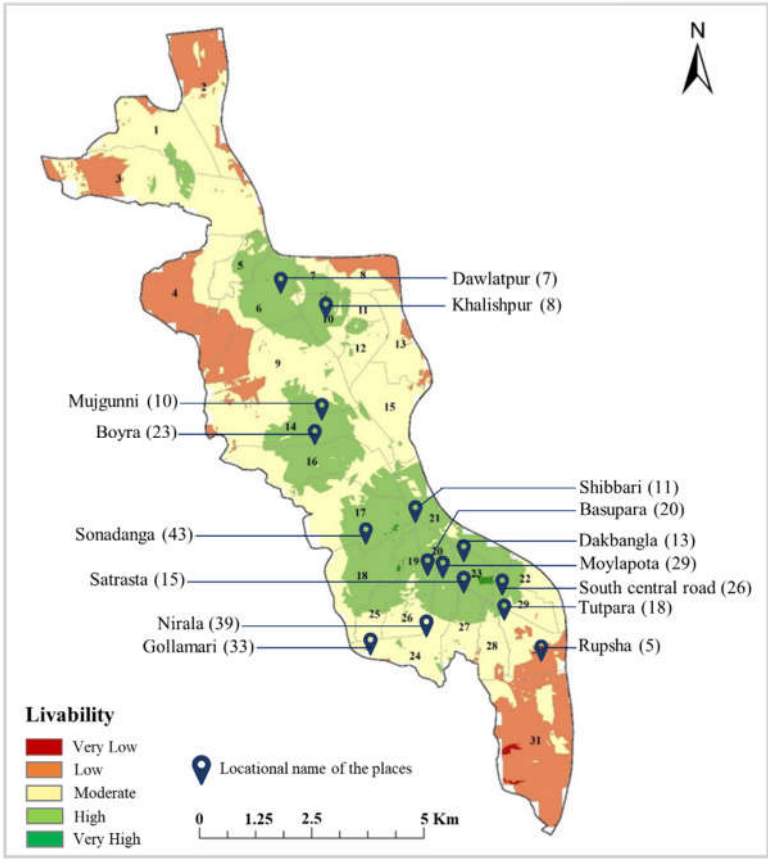 N
2
1
3
5
7
8
4
6
10
11
12
13
9
15
14
16
17
21
20
19
18
23
22
29
25
26
27
24
28
31
Dawlatpur (7)
Khalishpur (8)
Mujgunni (10)
Boyra (23)
Shibbari (11)
Basupara (20)
Sonadanga (43)
Dakbangla (13)
Moylapota (29)
Satrasta (15)
South central road (26)
Tutpara (18)
Nirala (39)
Gollamari (33)
Rupsha (5)
Livability
Very Low
Low
Moderate
High
Very High
Locational name of the places
0 1.25 2.5 5 Km